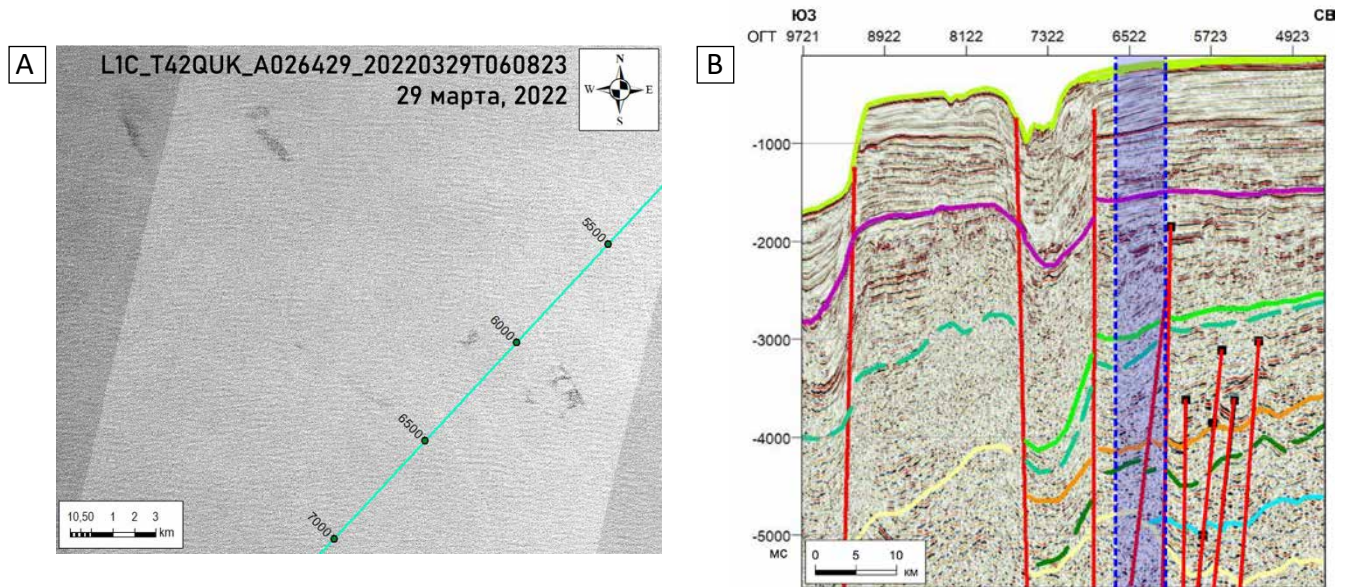 A
L1C_T42QUK_A026429_20220329T060823
29 марта, 2022
N
W E
S
5500
6000
6500
7000
10,50 1 2 3
km
B
ЮЗ СВ
ОГТ 9721 8922 8122 7322 6522 5723 4923
-1000
-2000
-3000
-4000
-5000
мс
0 5 10
км